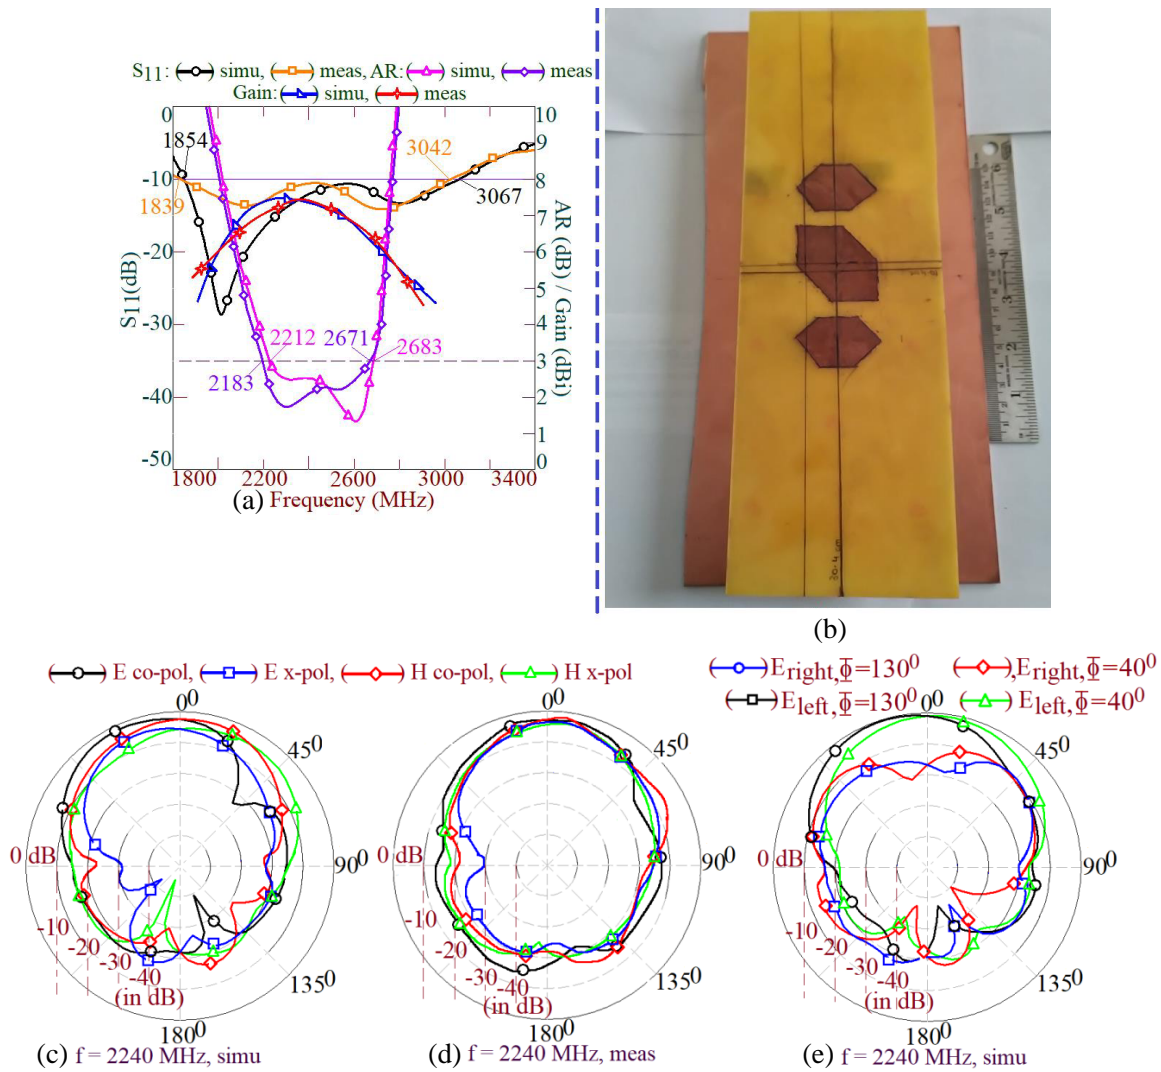 S11: (○) simu, (□) meas, AR:(△) simu, (◇) meas
Gain:(△) simu, (☆) meas
0
-10
-20
-30
-40
-50
S11(dB)
10
9
8
7
6
5
4
3
2
1
0
AR (dB) / Gain (dBi)
1854
1839
3042
3067
2212
2671
2683
2183
1800 2200 2600 3000 3400
(a) Frequency (MHz)
(b)
(○) E co-pol, (□) E x-pol, (◇) H co-pol, (△) H x-pol
0⁰
45⁰
90⁰
135⁰
180⁰
0 dB
-10
-20
-30
-40
(in dB)
(c) f = 2240 MHz, simu
0⁰
45⁰
90⁰
135⁰
180⁰
0 dB
-10
-20
-30
-40
(in dB)
(d) f = 2240 MHz, meas
(○)Eright,Φ=130⁰ (◇),Eright,Φ=40⁰
(□)Eleft,Φ=130⁰ (△)Eleft,Φ=40⁰
0⁰
45⁰
90⁰
135⁰
180⁰
0 dB
-10
-20
-30
-40
(in dB)
(e) f = 2240 MHz, simu